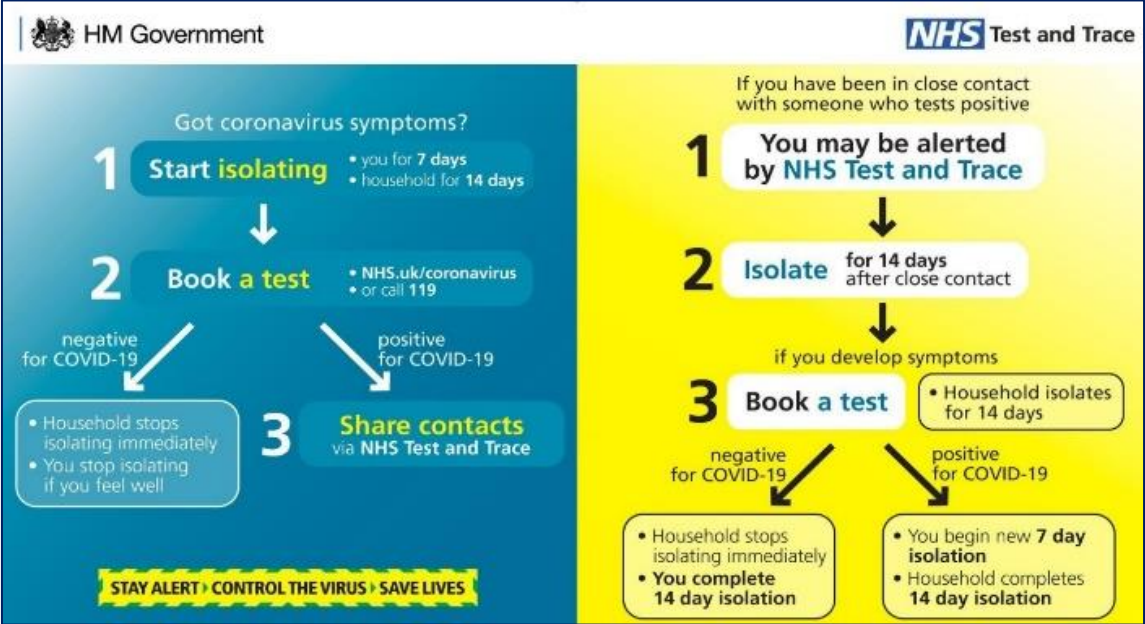 HM Government
NHS Test and Trace
Got coronavirus symptoms?
1 Start isolating
• you for 7 days
• household for 14 days
2 Book a test
• NHS.uk/coronavirus
• or call 119
negative
for COVID-19
positive
for COVID-19
• Household stops
isolating immediately
• You stop isolating
if you feel well
3 Share contacts
via NHS Test and Trace
STAY ALERT CONTROL THE VIRUS SAVE LIVES
If you have been in close contact
with someone who tests positive
1 You may be alerted
by NHS Test and Trace
2 Isolate for 14 days
after close contact
if you develop symptoms
3 Book a test
• Household isolates
for 14 days
negative
for COVID-19
positive
for COVID-19
• Household stops
isolating immediately
• You complete
14 day isolation
• You begin new 7 day
isolation
• Household completes
14 day isolation